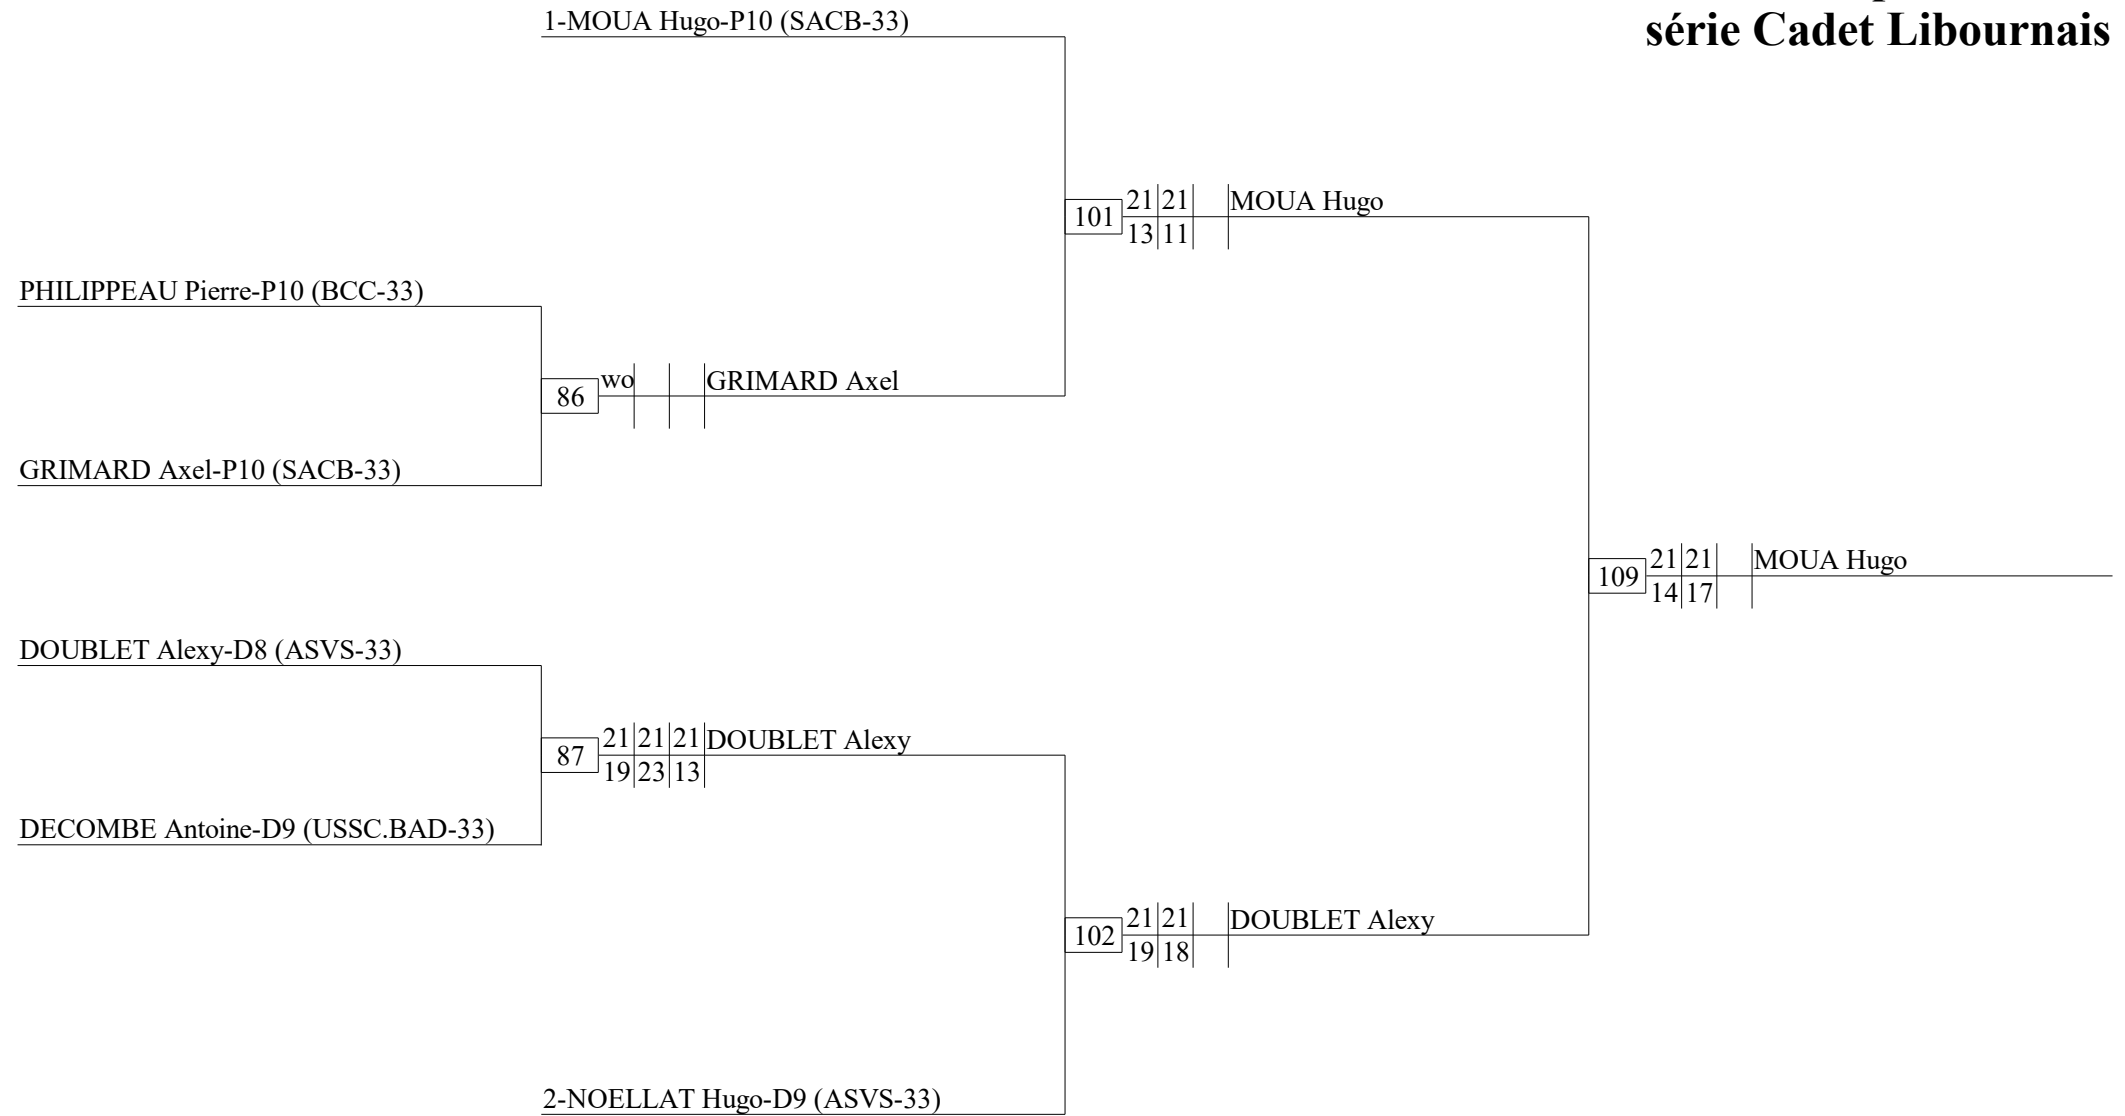 série Cadet Libournais
1-MOUA Hugo-P10 (SACB-33)
101 21 21 MOUA Hugo
13 11
PHILIPPEAU Pierre-P10 (BCC-33)
86 wo GRIMARD Axel
GRIMARD Axel-P10 (SACB-33)
109 21 21 MOUA Hugo
14 17
DOUBLET Alexy-D8 (ASVS-33)
87 21 21 21 DOUBLET Alexy
19 23 13
DECOMBE Antoine-D9 (USSC.BAD-33)
102 21 21 DOUBLET Alexy
19 18
2-NOELLAT Hugo-D9 (ASVS-33)